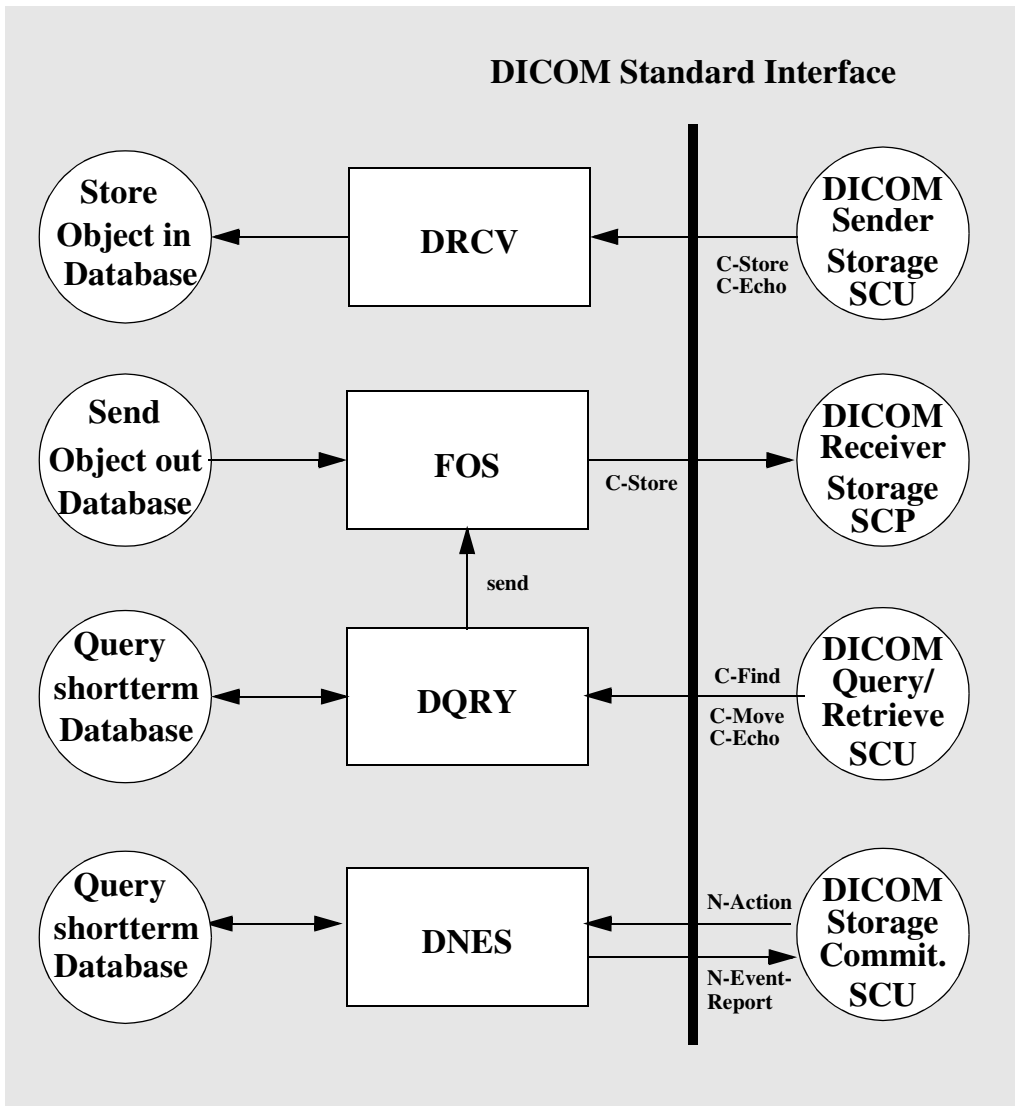 DICOM Standard Interface
Store
Object in
Database
DRCV
C-Store
C-Echo
DICOM
Sender
Storage
SCU
Send
Object out
Database
FOS
C-Store
DICOM
Receiver
Storage
SCP
send
Query
shortterm
Database
DQRY
C-Find
C-Move
C-Echo
DICOM
Query/
Retrieve
SCU
Query
shortterm
Database
DNES
N-Action
N-Event-
Report
DICOM
Storage
Commit.
SCU